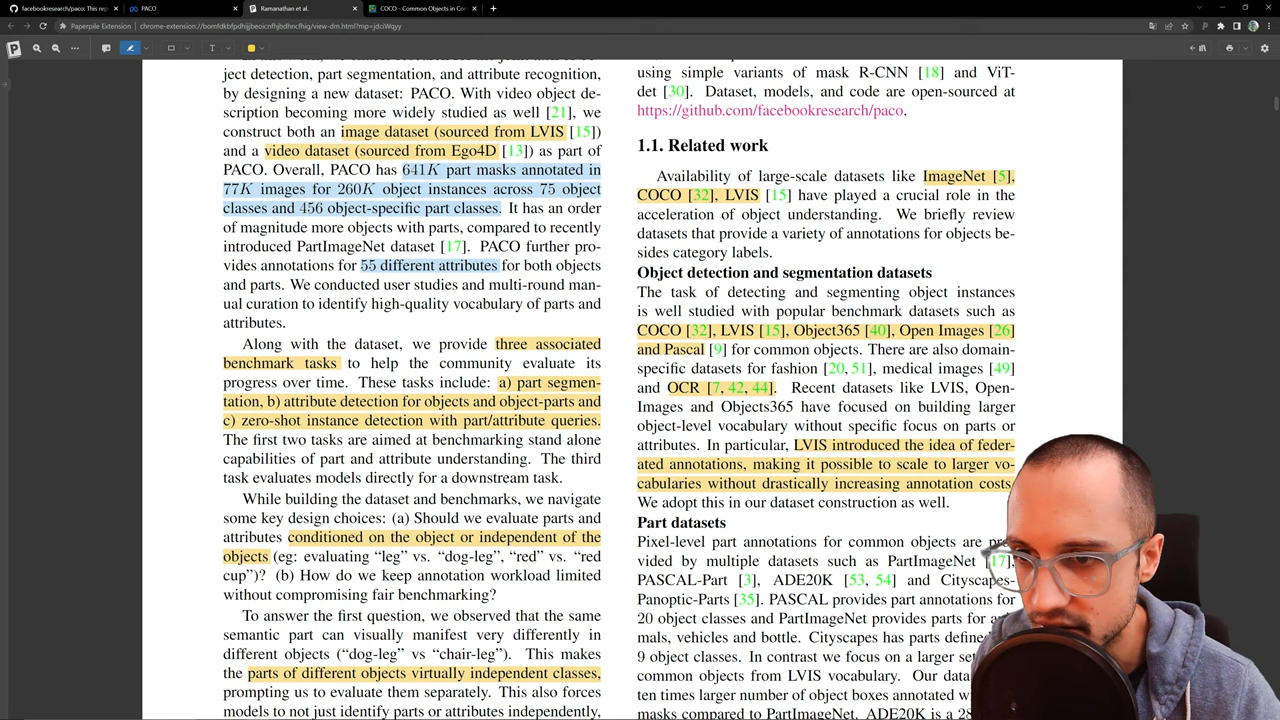 facebookresearch/paco: This rep
PACO
Ramanathan et al.
COCO - Common Objects in Con
Paperpile Extension | chrome-extension://bomfdkbfpdhijjbeoicnfhjbdhncfhig/view-dm.html?mp=jdciWqyy
ject detection, part segmentation, and attribute recognition,
by designing a new dataset: PACO. With video object de-
scription becoming more widely studied as well [21], we
construct both an image dataset (sourced from LVIS [15])
and a video dataset (sourced from Ego4D [13]) as part of
PACO. Overall, PACO has 641K part masks annotated in
77K images for 260K object instances across 75 object
classes and 456 object-specific part classes. It has an order
of magnitude more objects with parts, compared to recently
introduced PartImageNet dataset [17]. PACO further pro-
vides annotations for 55 different attributes for both objects
and parts. We conducted user studies and multi-round man-
ual curation to identify high-quality vocabulary of parts and
attributes.
Along with the dataset, we provide three associated
benchmark tasks to help the community evaluate its
progress over time. These tasks include: a) part segmen-
tation, b) attribute detection for objects and object-parts and
c) zero-shot instance detection with part/attribute queries.
The first two tasks are aimed at benchmarking stand alone
capabilities of part and attribute understanding. The third
task evaluates models directly for a downstream task.
While building the dataset and benchmarks, we navigate
some key design choices: (a) Should we evaluate parts and
attributes conditioned on the object or independent of the
objects (eg: evaluating “leg” vs. “dog-leg”, “red” vs. “red
cup”)? (b) How do we keep annotation workload limited
without compromising fair benchmarking?
To answer the first question, we observed that the same
semantic part can visually manifest very differently in
different objects (“dog-leg” vs “chair-leg”). This makes
the parts of different objects virtually independent classes,
prompting us to evaluate them separately. This also forces
models to not just identify parts or attributes independently,
using simple variants of mask R-CNN [18] and ViT-
det [30]. Dataset, models, and code are open-sourced at
https://github.com/facebookresearch/paco.
1.1. Related work
Availability of large-scale datasets like ImageNet [5],
COCO [32], LVIS [15] have played a crucial role in the
acceleration of object understanding. We briefly review
datasets that provide a variety of annotations for objects be-
sides category labels.
Object detection and segmentation datasets
The task of detecting and segmenting object instances
is well studied with popular benchmark datasets such as
COCO [32], LVIS [15], Object365 [40], Open Images [26]
and Pascal [9] for common objects. There are also domain-
specific datasets for fashion [20, 51], medical images [49]
and OCR [7, 42, 44]. Recent datasets like LVIS, Open-
Images and Objects365 have focused on building larger
object-level vocabulary without specific focus on parts or
attributes. In particular, LVIS introduced the idea of feder-
ated annotations, making it possible to scale to larger vo-
cabularies without drastically increasing annotation costs.
We adopt this in our dataset construction as well.
Part datasets
Pixel-level part annotations for common objects are pro-
vided by multiple datasets such as PartImageNet [17],
PASCAL-Part [3], ADE20K [53, 54] and Cityscapes-
Panoptic-Parts [35]. PASCAL provides part annotations for
20 object classes and PartImageNet provides parts for
mals, vehicles and bottle. Cityscapes has parts
9 object classes. In contrast we focus on a larger
common objects from LVIS vocabulary. Our
ten times larger number of object boxes annotated
masks compared to PartImageNet. ADE20K is a